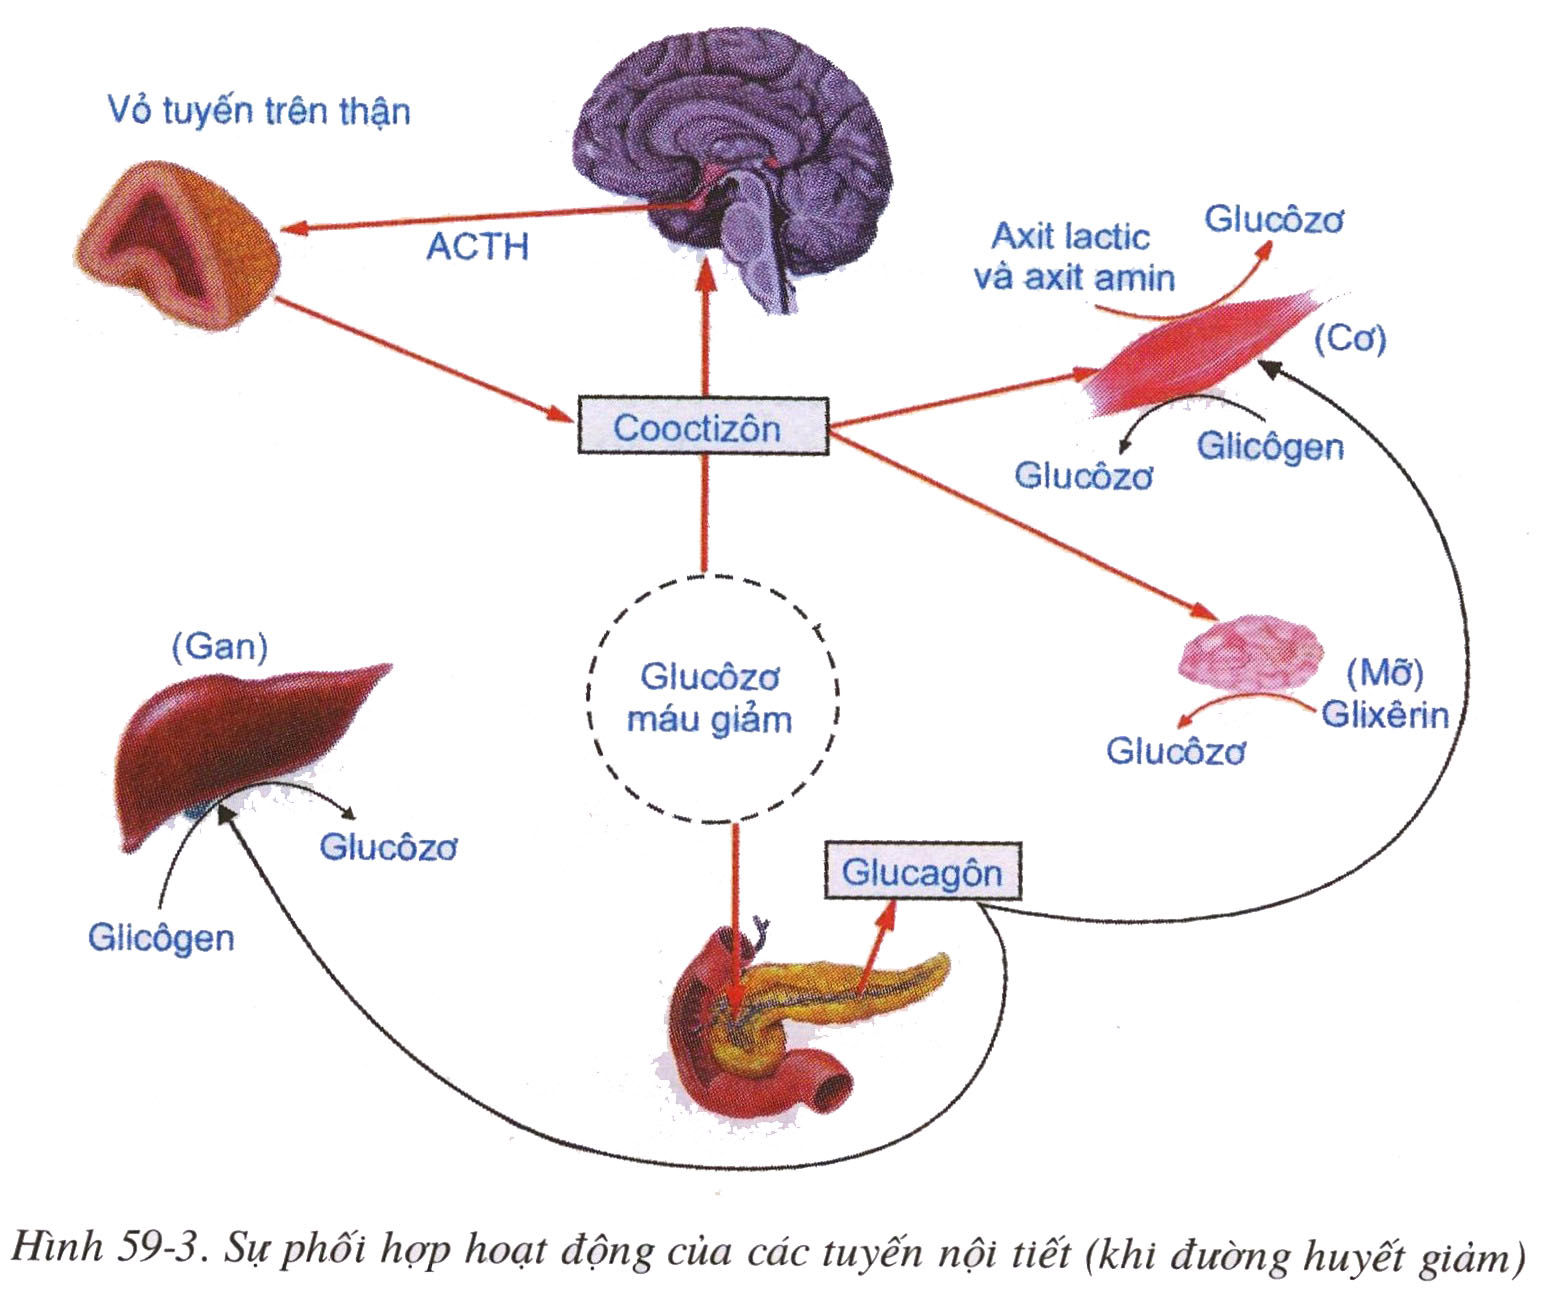 Vỏ tuyến trên thận
ACTH
Axit lactic
và axit amin
Glucôzơ
(Cơ)
Cooctizôn
Glicôgen
Glucôzơ
(Gan)
Glucôzơ
máu giảm
(Mỡ)
Glixêrin
Glucôzơ
Glucôzơ
Glucagôn
Glicôgen
Hình 59-3. Sự phối hợp hoạt động của các tuyến nội tiết (khi đường huyết giảm)